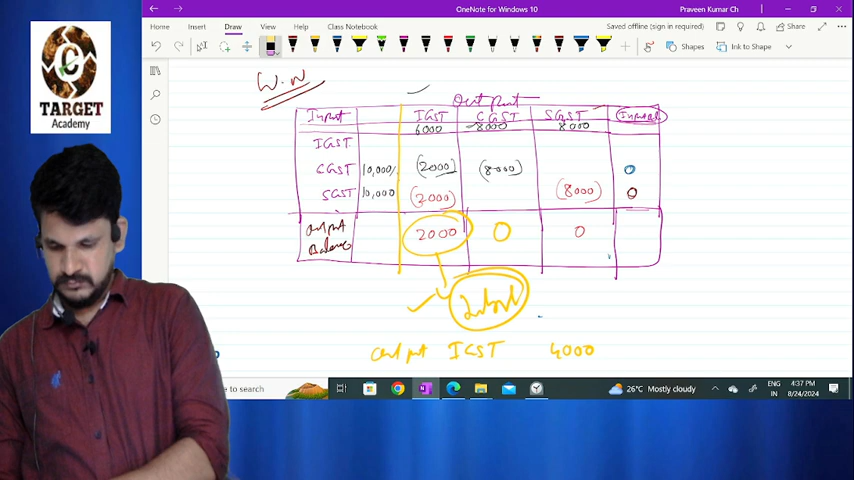 OneNote for Windows 10
Praveen Kumar Ch
Home Insert Draw View Help Class Notebook
Saved offline (sign in required)
Share
Shapes
Ink to Shape
C
TARGET
Academy
W.N
Output
Input IGST CGST SGST
6000 8000 8000
IGST
CGST 10,000/- (2000) (8000) 0
SGST 10,000 (2000) (8000) 0
Output 2000 0 0
Balance
output IGST 4000
e to search
26°C Mostly cloudy
ENG
IN
4:37 PM
8/24/2024